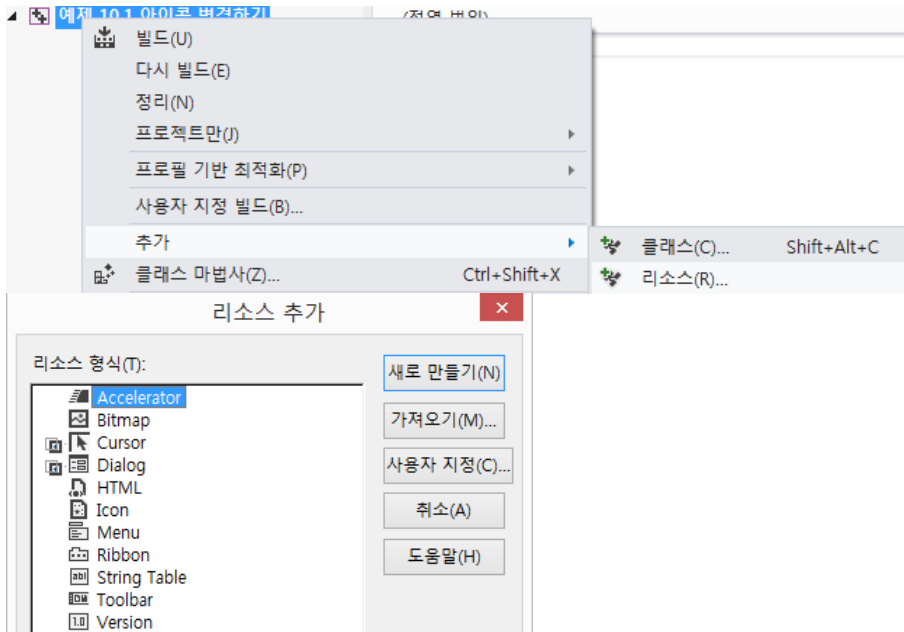 예제 10.1 아이콘 변경하기
(전역 범위)
빌드(U)
다시 빌드(E)
정리(N)
프로젝트만(J)
프로필 기반 최적화(P)
사용자 지정 빌드(B)...
추가
클래스(C)... Shift+Alt+C
클래스 마법사(Z)... Ctrl+Shift+X
리소스(R)...
리소스 추가
리소스 형식(T):
새로 만들기(N)
Accelerator
Bitmap
가져오기(M)...
Cursor
Dialog
사용자 지정(C)...
HTML
Icon
취소(A)
Menu
Ribbon
도움말(H)
String Table
Toolbar
Version